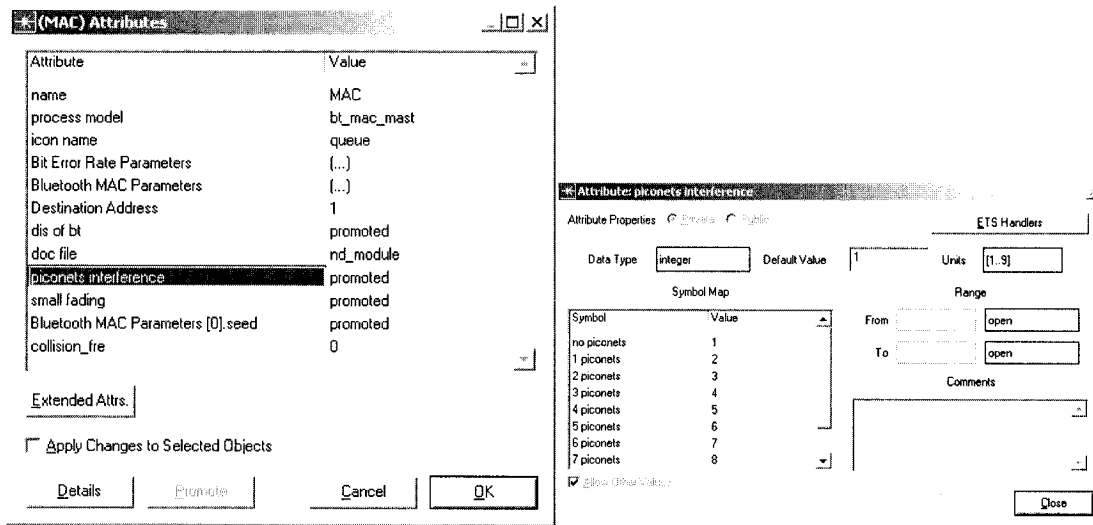 (MAC) Attributes
Attribute Value
name MAC
process model bt_mac_mast
icon name queue
Bit Error Rate Parameters (...)
Bluetooth MAC Parameters (...)
Destination Address 1
dis of bt promoted
doc file nd_module
piconets interference promoted
small fading promoted
Bluetooth MAC Parameters [0].seed promoted
collision_fre 0
Extended Attrs.
Apply Changes to Selected Objects
Details Promote Cancel OK
Attribute: piconets interference
Attribute Properties Private Public ETS Handlers
Data Type integer Default Value 1 Units [1..9]
Symbol Map Range
Symbol Value
From open
To open
no piconets 1
1 piconets 2
2 piconets 3
3 piconets 4
4 piconets 5
5 piconets 6
6 piconets 7
7 piconets 8
Comments
Allow Other Values
Close